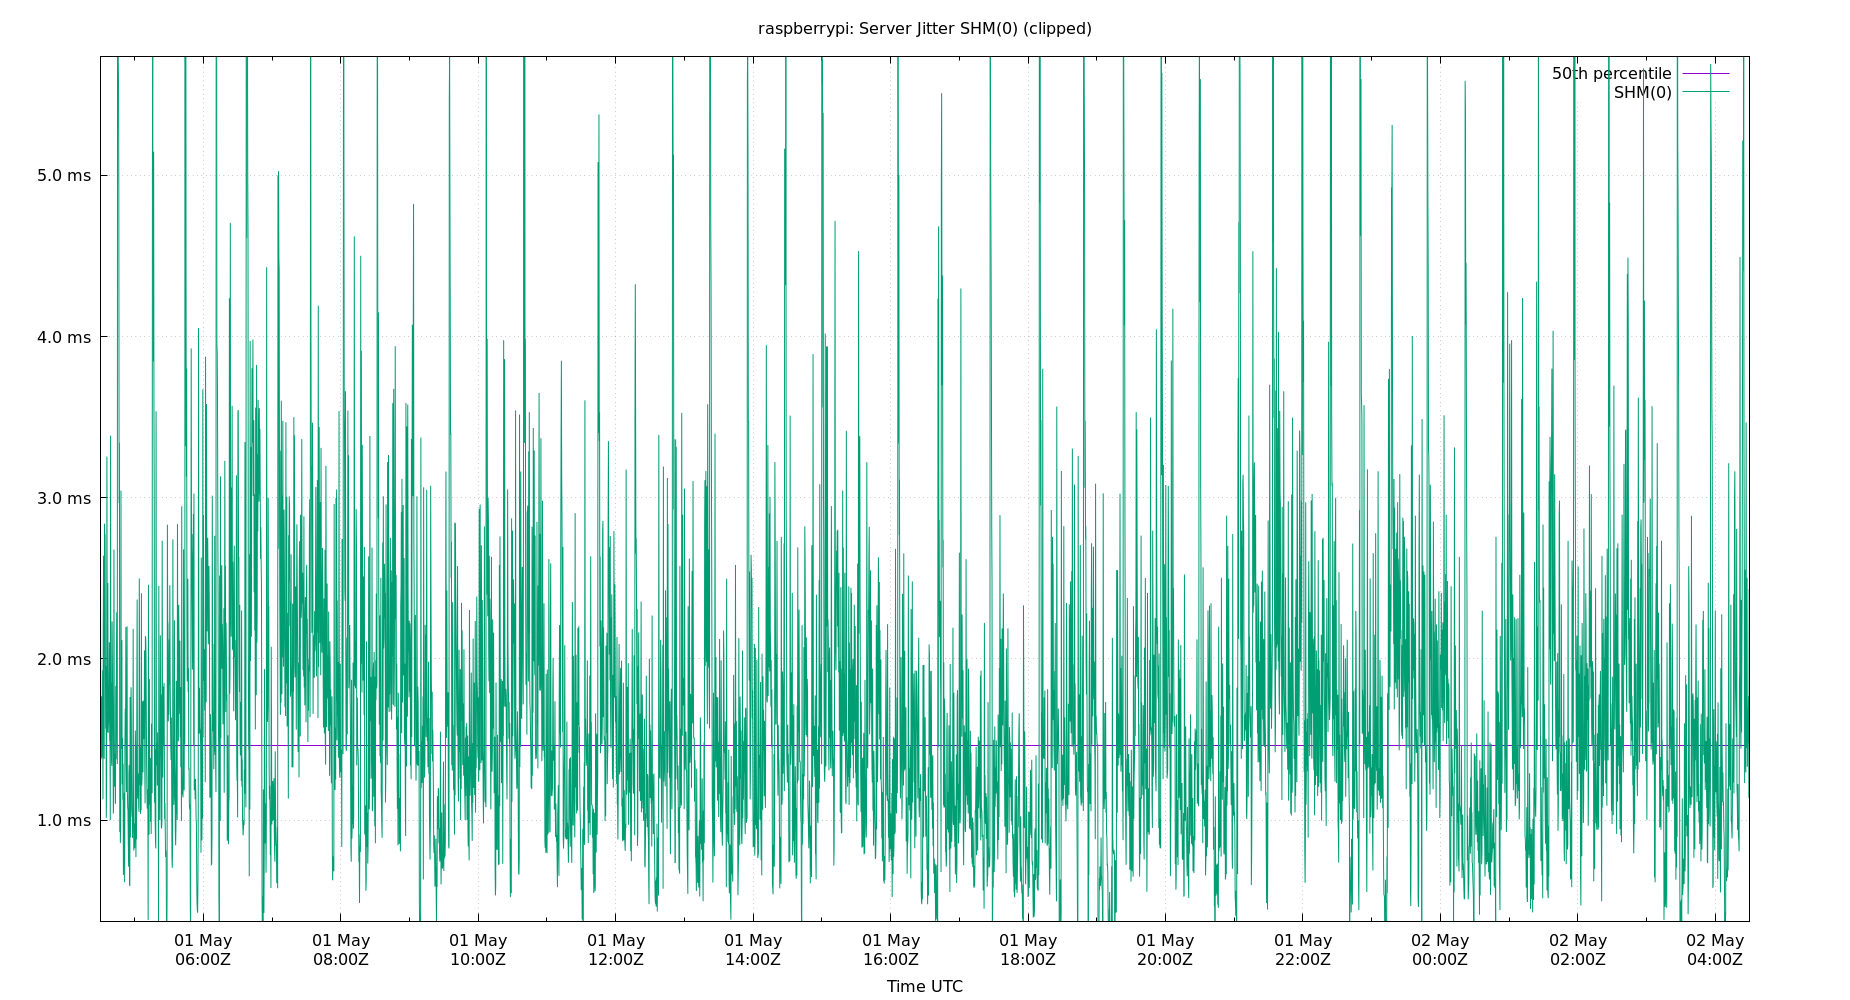 raspberrypi: Server Jitter SHM(0) (clipped)
50th percentile
SHM(0)
5.0 ms
4.0 ms
3.0 ms
2.0 ms
1.0 ms
01 May 01 May 01 May 01 May 01 May 01 May 01 May 01 May 01 May 02 May 02 May 02 May
06:00Z 08:00Z 10:00Z 12:00Z 14:00Z 16:00Z 18:00Z 20:00Z 22:00Z 00:00Z 02:00Z 04:00Z
Time UTC